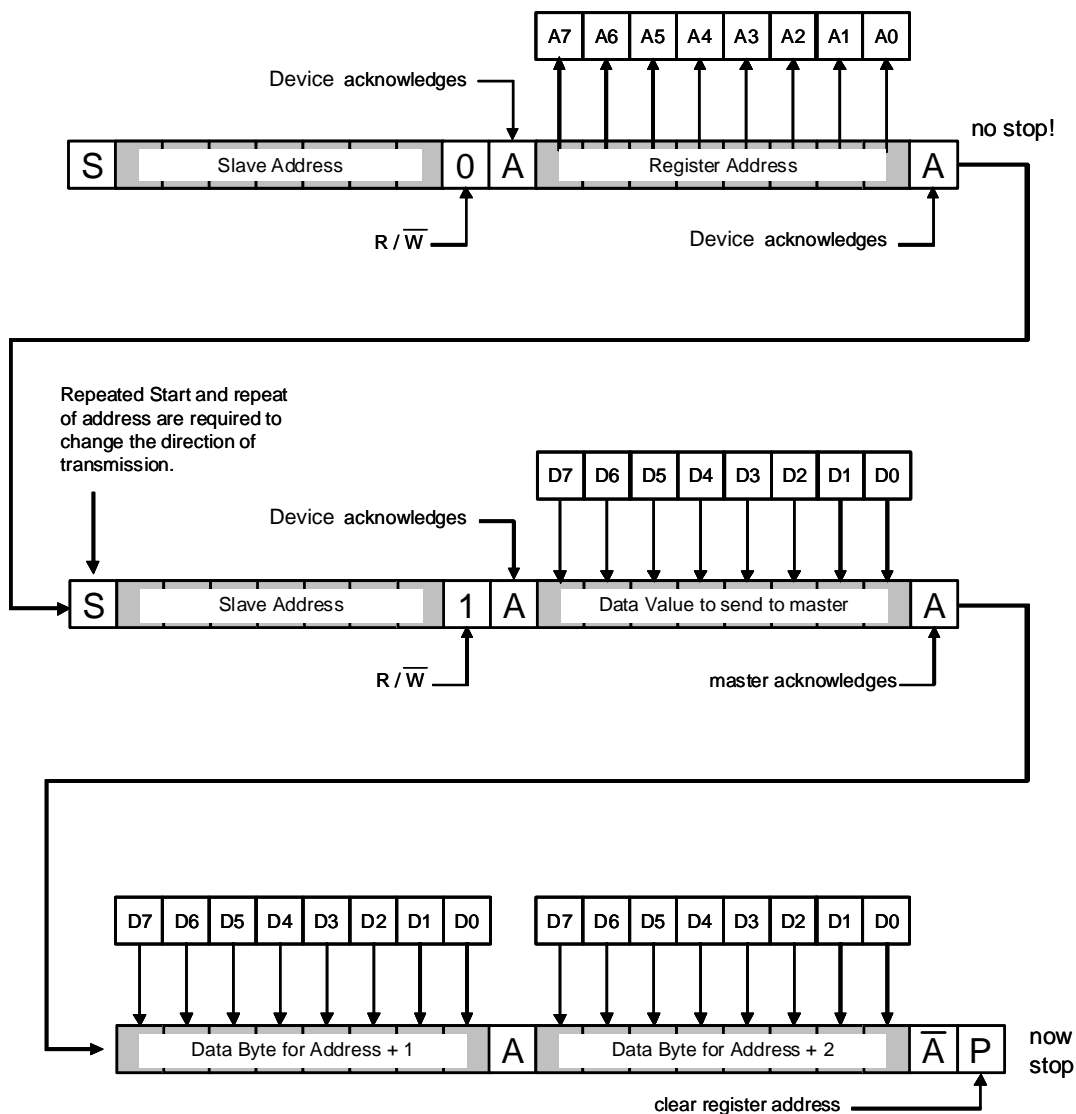 A7 A6 A5 A4 A3 A2 A1 A0
Device acknowledges
no stop!
S Slave Address 0 A Register Address A
R / W̅
Device acknowledges
Repeated Start and repeat
of address are required to
change the direction of
transmission.
D7 D6 D5 D4 D3 D2 D1 D0
Device acknowledges
S Slave Address 1 A Data Value to send to master A
R / W̅
master acknowledges
D7 D6 D5 D4 D3 D2 D1 D0 D7 D6 D5 D4 D3 D2 D1 D0
Data Byte for Address + 1 A Data Byte for Address + 2 A̅ P
now
stop
clear register address